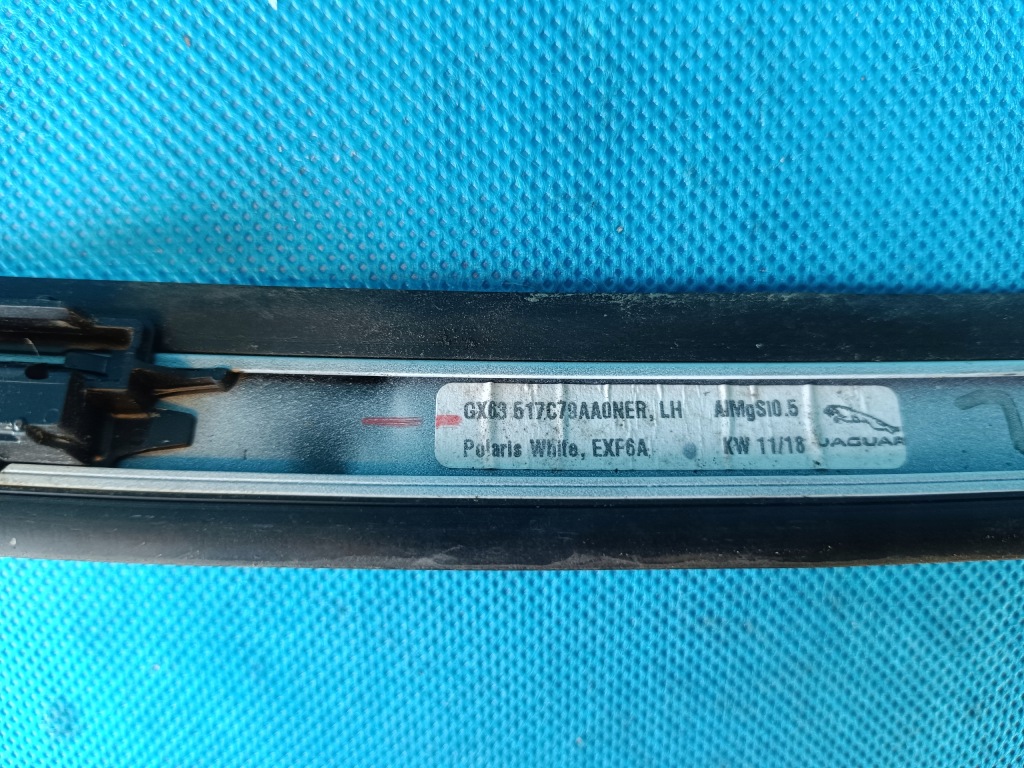 GX63 517C79AA0NER, LH AlMgSi0.5
Polaris White, EXF6A KW 11/18
JAGUAR